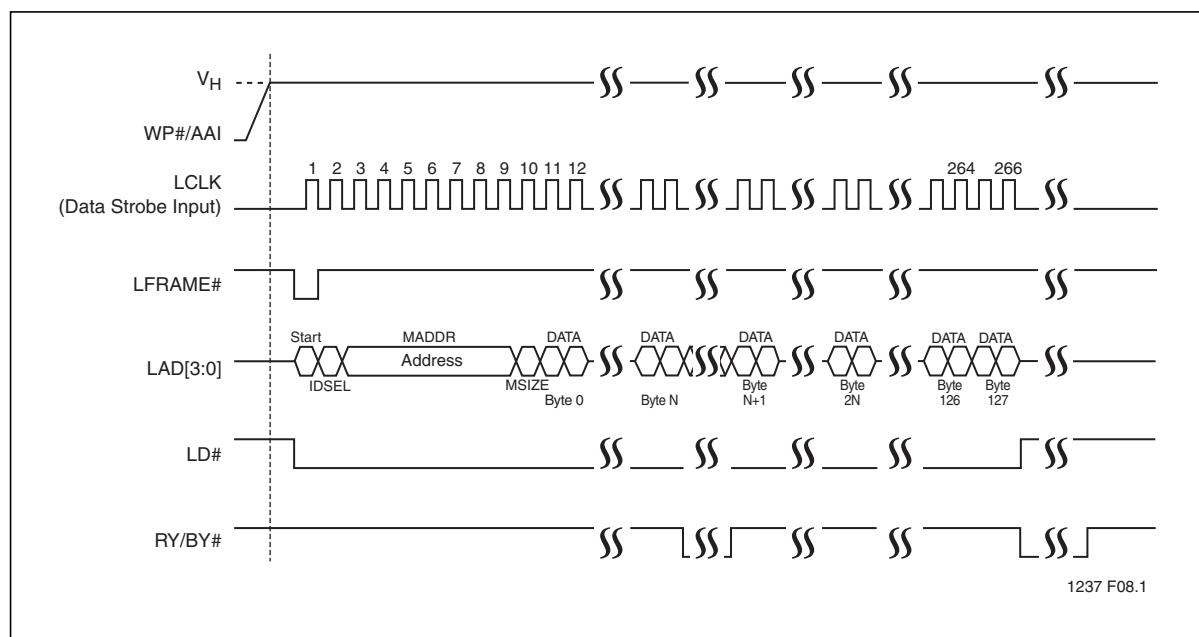 VH
WP#/AAI
1 2 3 4 5 6 7 8 9 10 11 12 264 266
LCLK
(Data Strobe Input)
LFRAME#
Start MADDR DATA DATA DATA DATA DATA DATA
LAD[3:0] Address
IDSEL MSIZE Byte 0 Byte N Byte N+1 Byte 2N Byte 126 Byte 127
LD#
RY/BY#
1237 F08.1